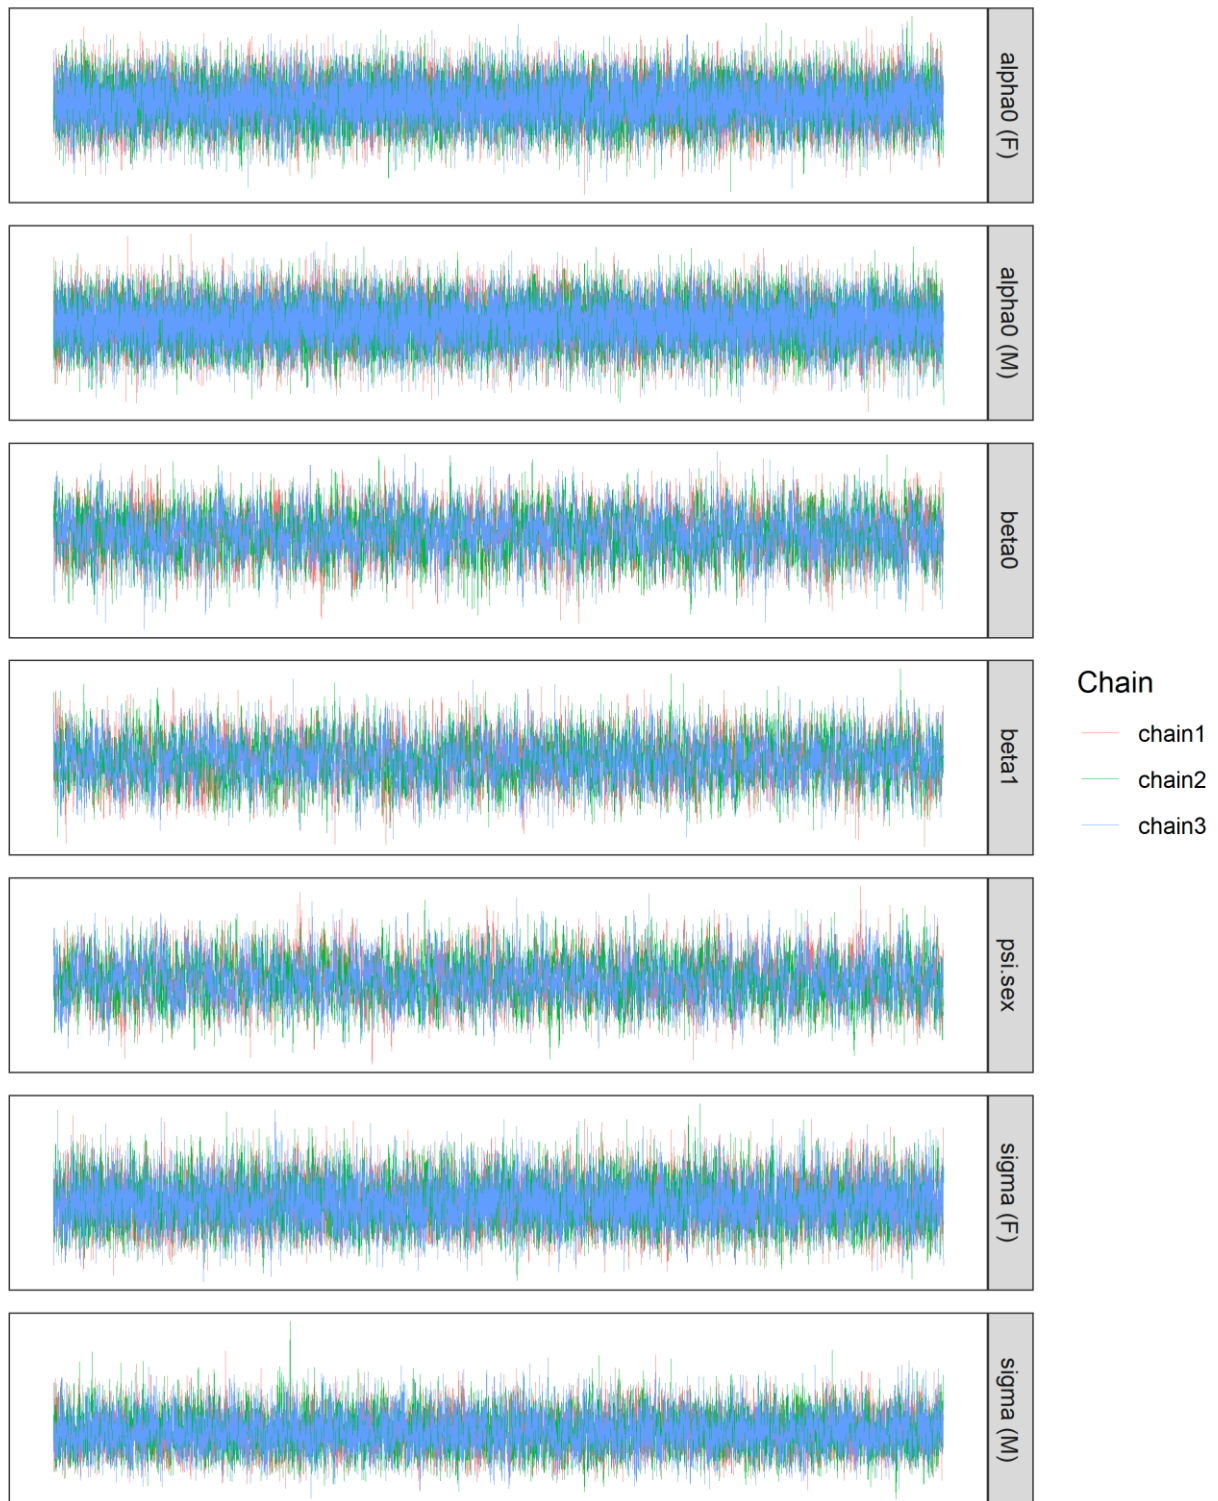 alpha0 (F)
alpha0 (M)
beta0
beta1
psi.sex
sigma (F)
sigma (M)
Chain
chain1
chain2
chain3